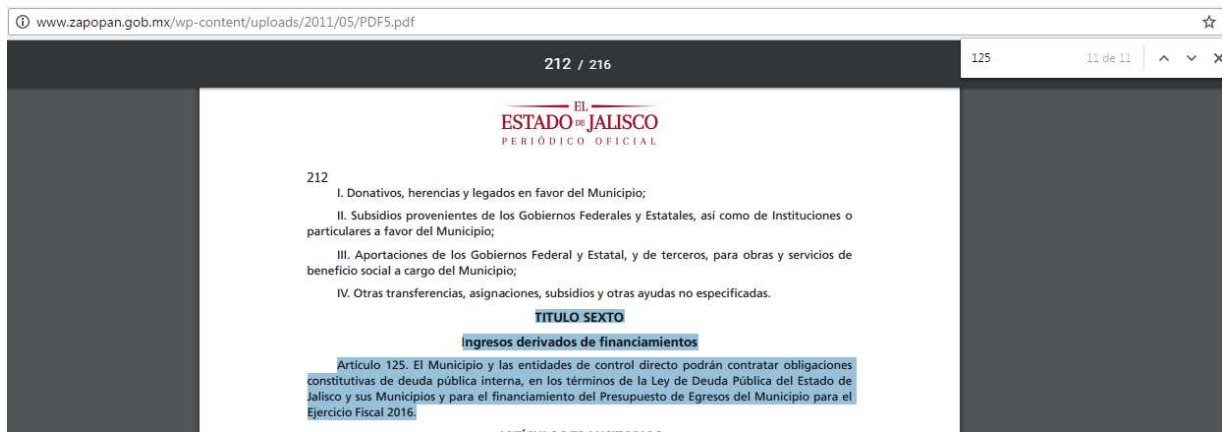 www.zapopan.gob.mx/wp-content/uploads/2011/05/PDF5.pdf
212 / 216
125
11 de 11
EL
ESTADO DE JALISCO
PERIÓDICO OFICIAL
212
I. Donativos, herencias y legados en favor del Municipio;
II. Subsidios provenientes de los Gobiernos Federales y Estatales, así como de Instituciones o
particulares a favor del Municipio;
III. Aportaciones de los Gobiernos Federal y Estatal, y de terceros, para obras y servicios de
beneficio social a cargo del Municipio;
IV. Otras transferencias, asignaciones, subsidios y otras ayudas no especificadas.
TITULO SEXTO
Ingresos derivados de financiamientos
Artículo 125. El Municipio y las entidades de control directo podrán contratar obligaciones
constitutivas de deuda pública interna, en los términos de la Ley de Deuda Pública del Estado de
Jalisco y sus Municipios y para el financiamiento del Presupuesto de Egresos del Municipio para el
Ejercicio Fiscal 2016.